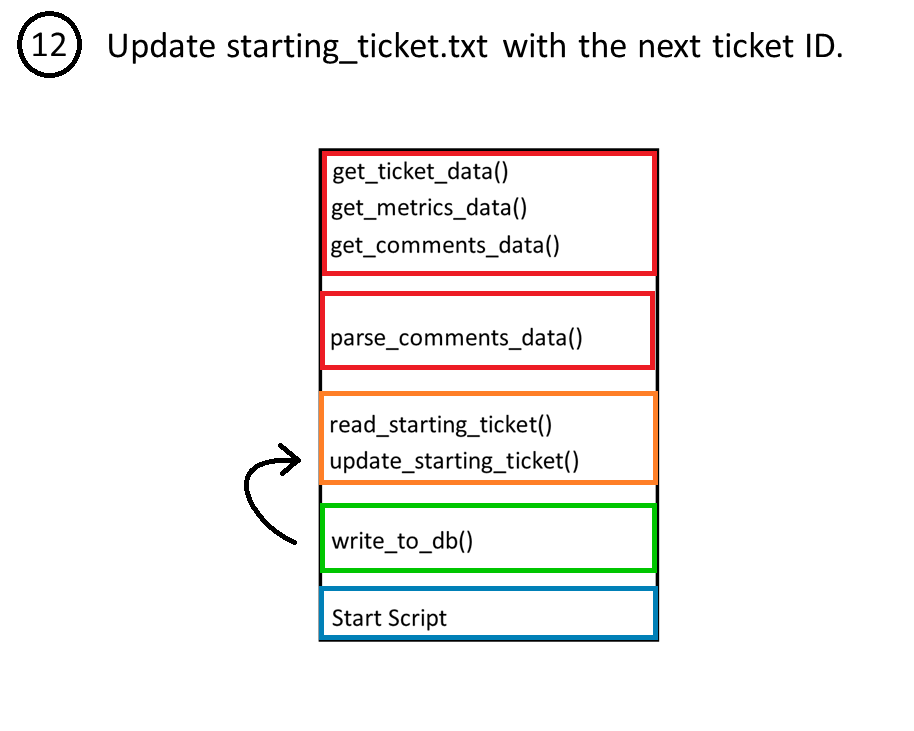 12 Update starting_ticket.txt with the next ticket ID.
get_ticket_data()
get_metrics_data()
get_comments_data()
parse_comments_data()
read_starting_ticket()
update_starting_ticket()
write_to_db()
Start Script